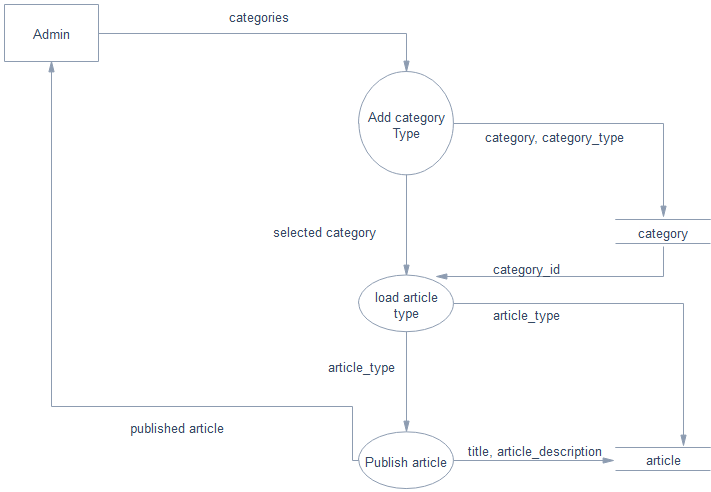 categories
Admin
Add category
Type
category, category_type
selected category
category
category_id
load article
type
article_type
article_type
published article
title, article_description
Publish article
article